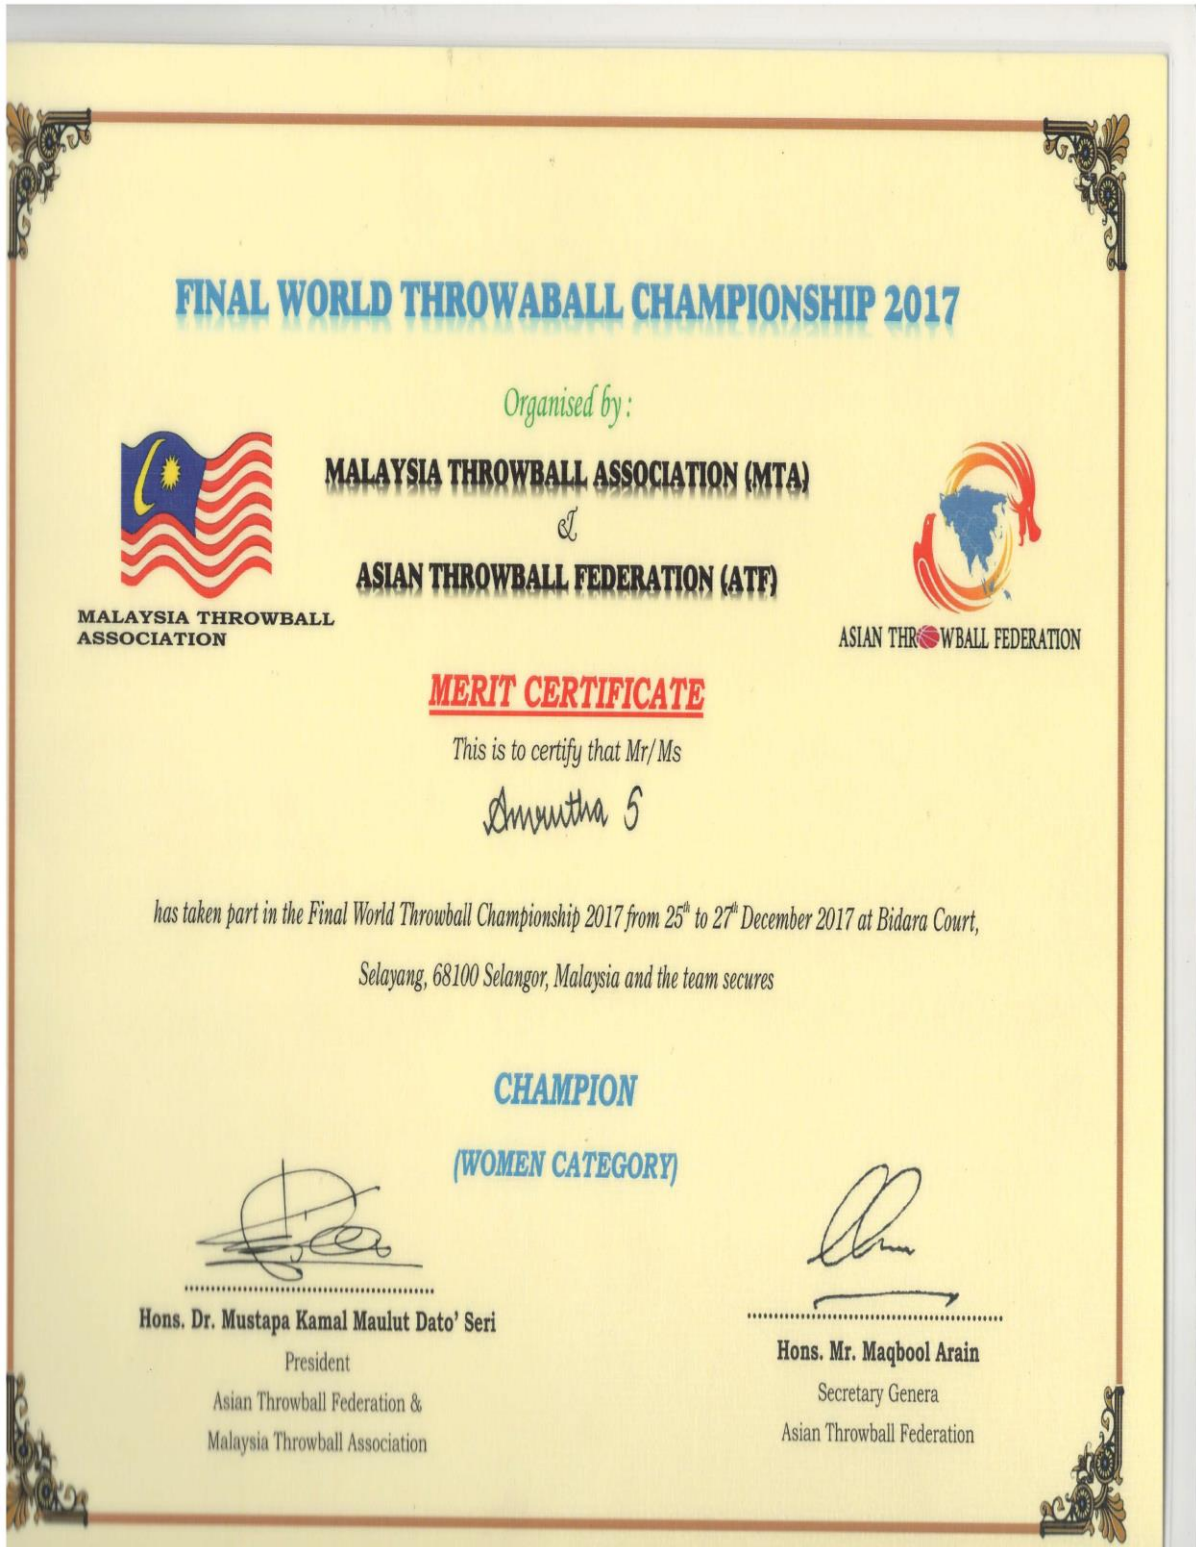 FINAL WORLD THROWABALL CHAMPIONSHIP 2017
Organised by :
MALAYSIA THROWBALL ASSOCIATION (MTA)
&
ASIAN THROWBALL FEDERATION (ATF)
MALAYSIA THROWBALL
ASSOCIATION
ASIAN THROWBALL FEDERATION
MERIT CERTIFICATE
This is to certify that Mr/Ms
Amrutha S
has taken part in the Final World Throwball Championship 2017 from 25th to 27th December 2017 at Bidara Court,
Selayang, 68100 Selangor, Malaysia and the team secures
CHAMPION
(WOMEN CATEGORY)
Hons. Dr. Mustapa Kamal Maulut Dato' Seri
President
Asian Throwball Federation &
Malaysia Throwball Association
Hons. Mr. Maqbool Arain
Secretary Genera
Asian Throwball Federation